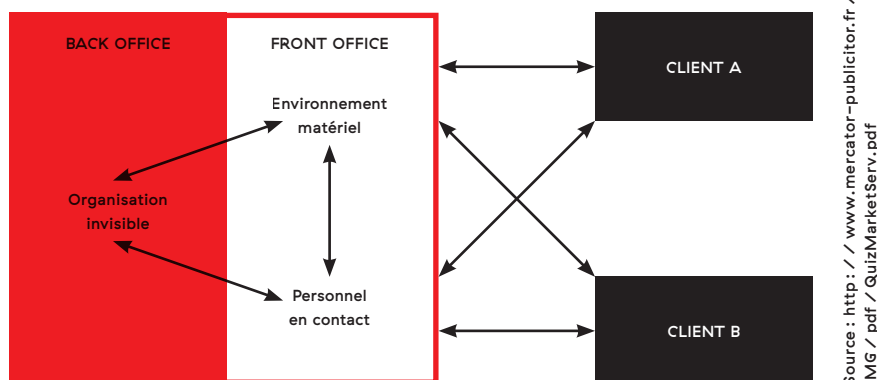 BACK OFFICE
FRONT OFFICE
Environnement
matériel
Organisation
invisible
Personnel
en contact
CLIENT A
CLIENT B
Source : http: / / www.mercator-publicitor.fr /
MG / pdf / QuizMarketServ.pdf